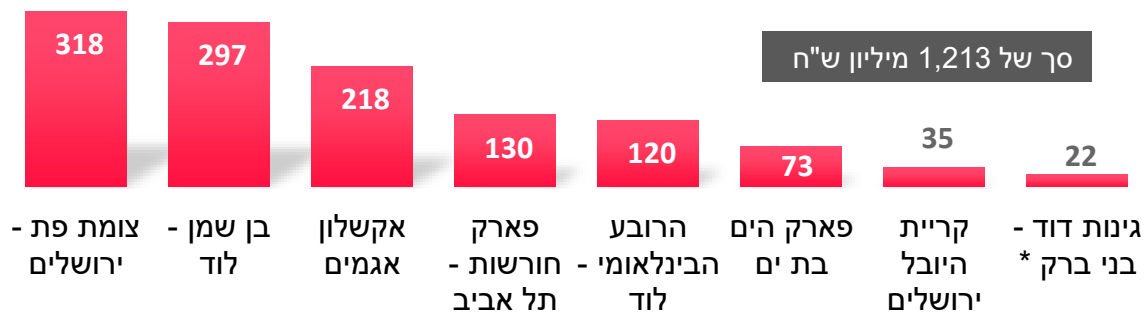 סך של 1,213 מיליון ש"ח
318
297
218
130
120
73
35
22
צומת פת -
ירושלים
בן שמן -
לוד
אקשלון
אגמים
פארק
חורשות -
תל אביב
הרובע
הבינלאומי -
לוד
פארק הים
בת ים
קריית
היובל
ירושלים
גינות דוד -
בני ברק *